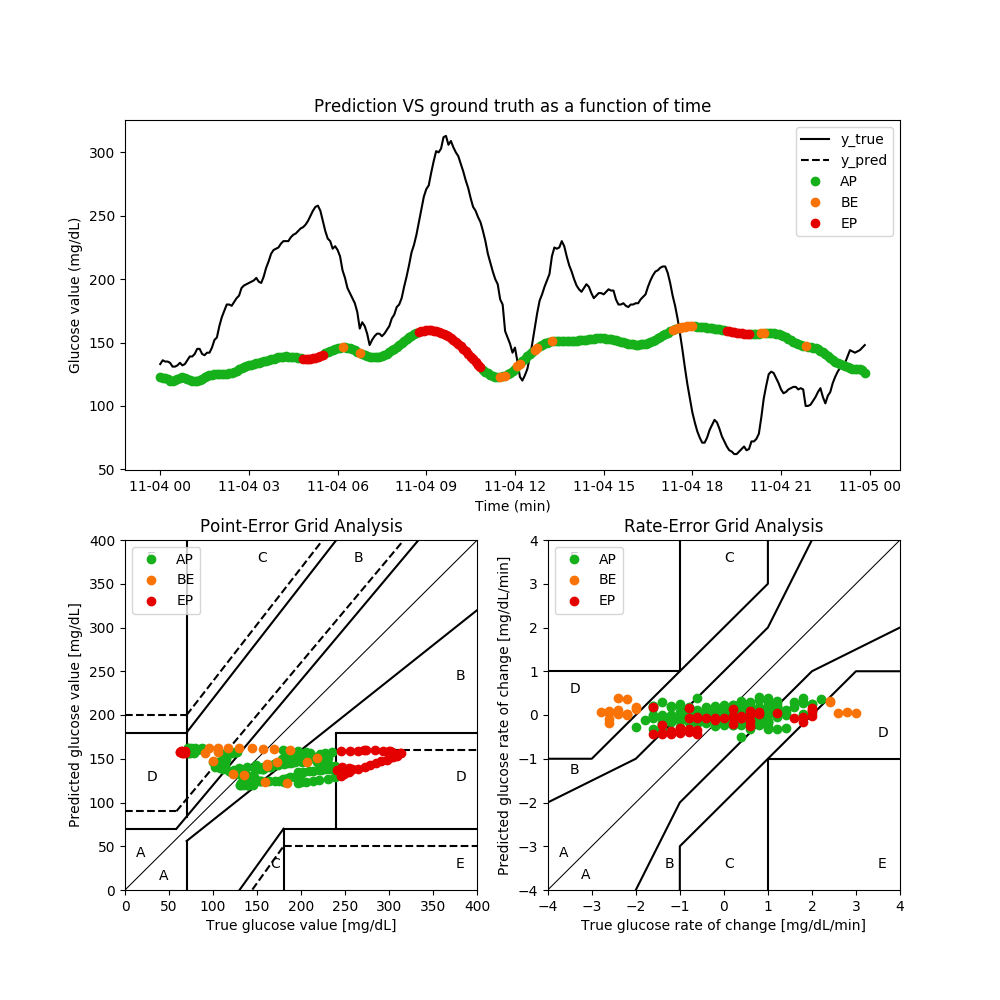 Prediction VS ground truth as a function of time
Glucose value (mg/dL)
300
250
200
150
100
50
y_true
y_pred
AP
BE
EP
11-04 00 11-04 03 11-04 06 11-04 09 11-04 12 11-04 15 11-04 18 11-04 21 11-05 00
Time (min)
Point-Error Grid Analysis
Predicted glucose value [mg/dL]
400
350
300
250
200
150
100
50
0
AP
BE
EP
C
B
B
D
D
A
A
C
E
0 50 100 150 200 250 300 350 400
True glucose value [mg/dL]
Rate-Error Grid Analysis
Predicted glucose rate of change [mg/dL/min]
4
3
2
1
0
−1
−2
−3
−4
AP
BE
EP
C
D
D
B
A
A
B
C
E
−4 −3 −2 −1 0 1 2 3 4
True glucose rate of change [mg/dL/min]